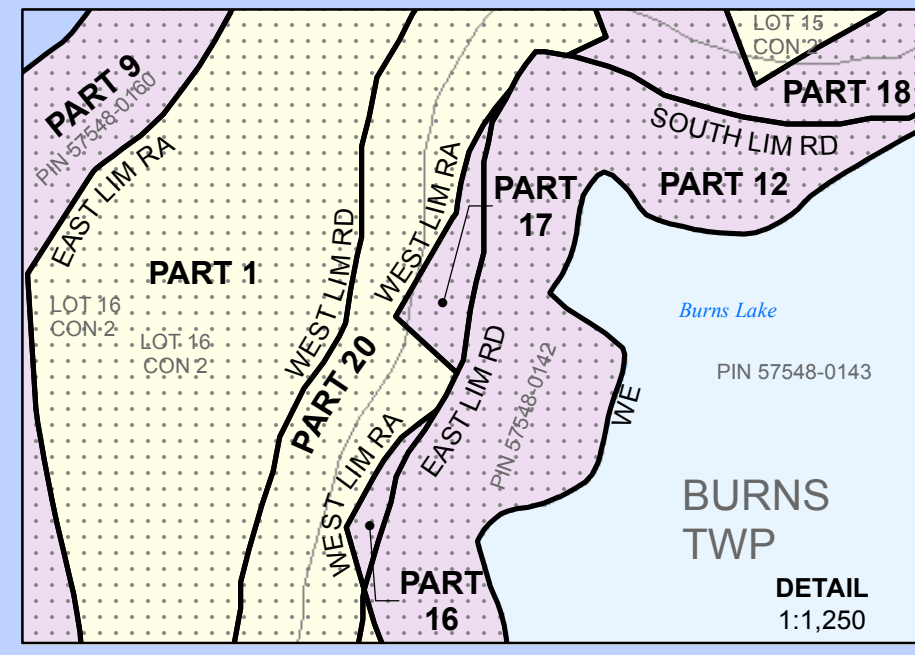 LOT 15
CON 2
PART 9
PIN 57548-0160
PART 18
SOUTH LIM RD
EAST LIM RA
WEST LIM RA
PART
17
PART 12
PART 1
WEST LIM RD
LOT 16
CON 2
LOT 16
CON 2
Burns Lake
PART 20
EAST LIM RD
PIN 57548-0142
PIN 57548-0143
WE
WEST LIM RA
BURNS
TWP
PART
16
DETAIL
1:1,250